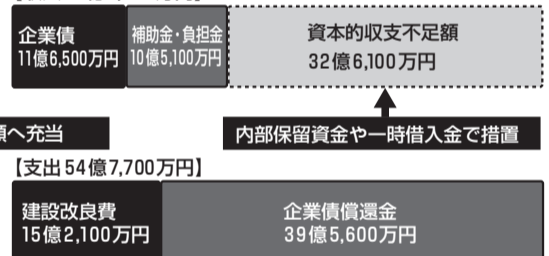 企業債
11億6,500万円
補助金・負担金
10億5,100万円
資本的収支不足額
32億6,100万円
額へ充当
内部保留資金や一時借入金で措置
【支出54億7,700万円】
建設改良費
15億2,100万円
企業債償還金
39億5,600万円